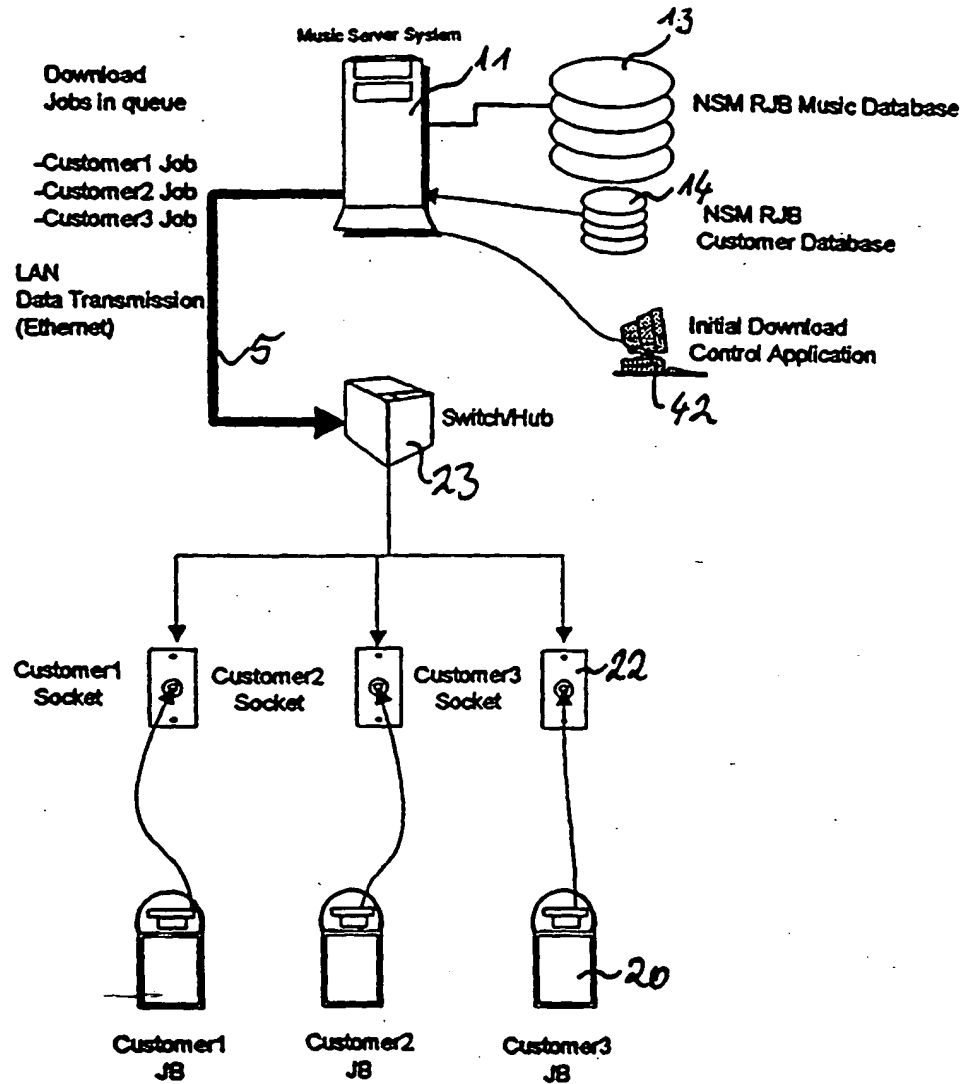 Music Server System
11
13
Download
Jobs in queue
NSM RJB Music Database
-Customer1 Job
-Customer2 Job
-Customer3 Job
14
NSM RJB
Customer Database
LAN
Data Transmission
(Ethernet)
5
Initial Download
Control Application
42
Switch/Hub
23
Customer1
Socket
Customer2
Socket
Customer3
Socket
22
20
Customer1
JB
Customer2
JB
Customer3
JB